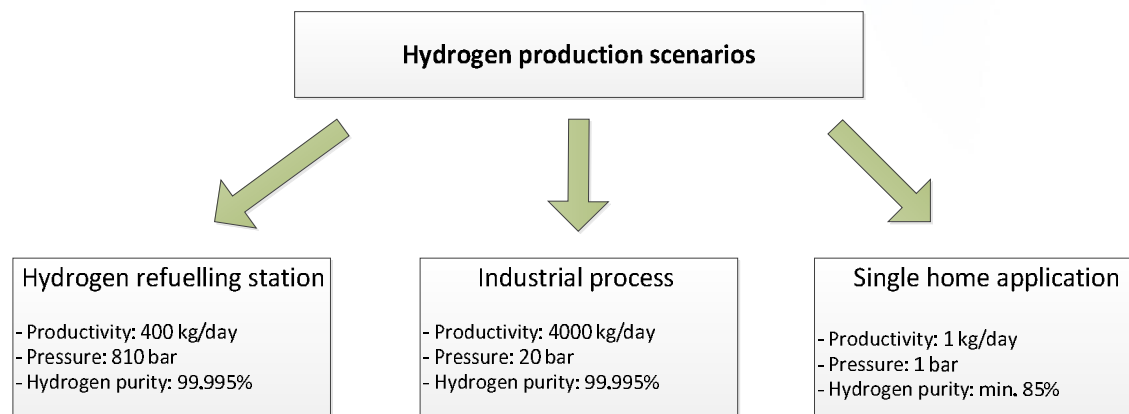 Hydrogen production scenarios
Hydrogen refuelling station
- Productivity: 400 kg/day
- Pressure: 810 bar
- Hydrogen purity: 99.995%
Industrial process
- Productivity: 4000 kg/day
- Pressure: 20 bar
- Hydrogen purity: 99.995%
Single home application
- Productivity: 1 kg/day
- Pressure: 1 bar
- Hydrogen purity: min. 85%